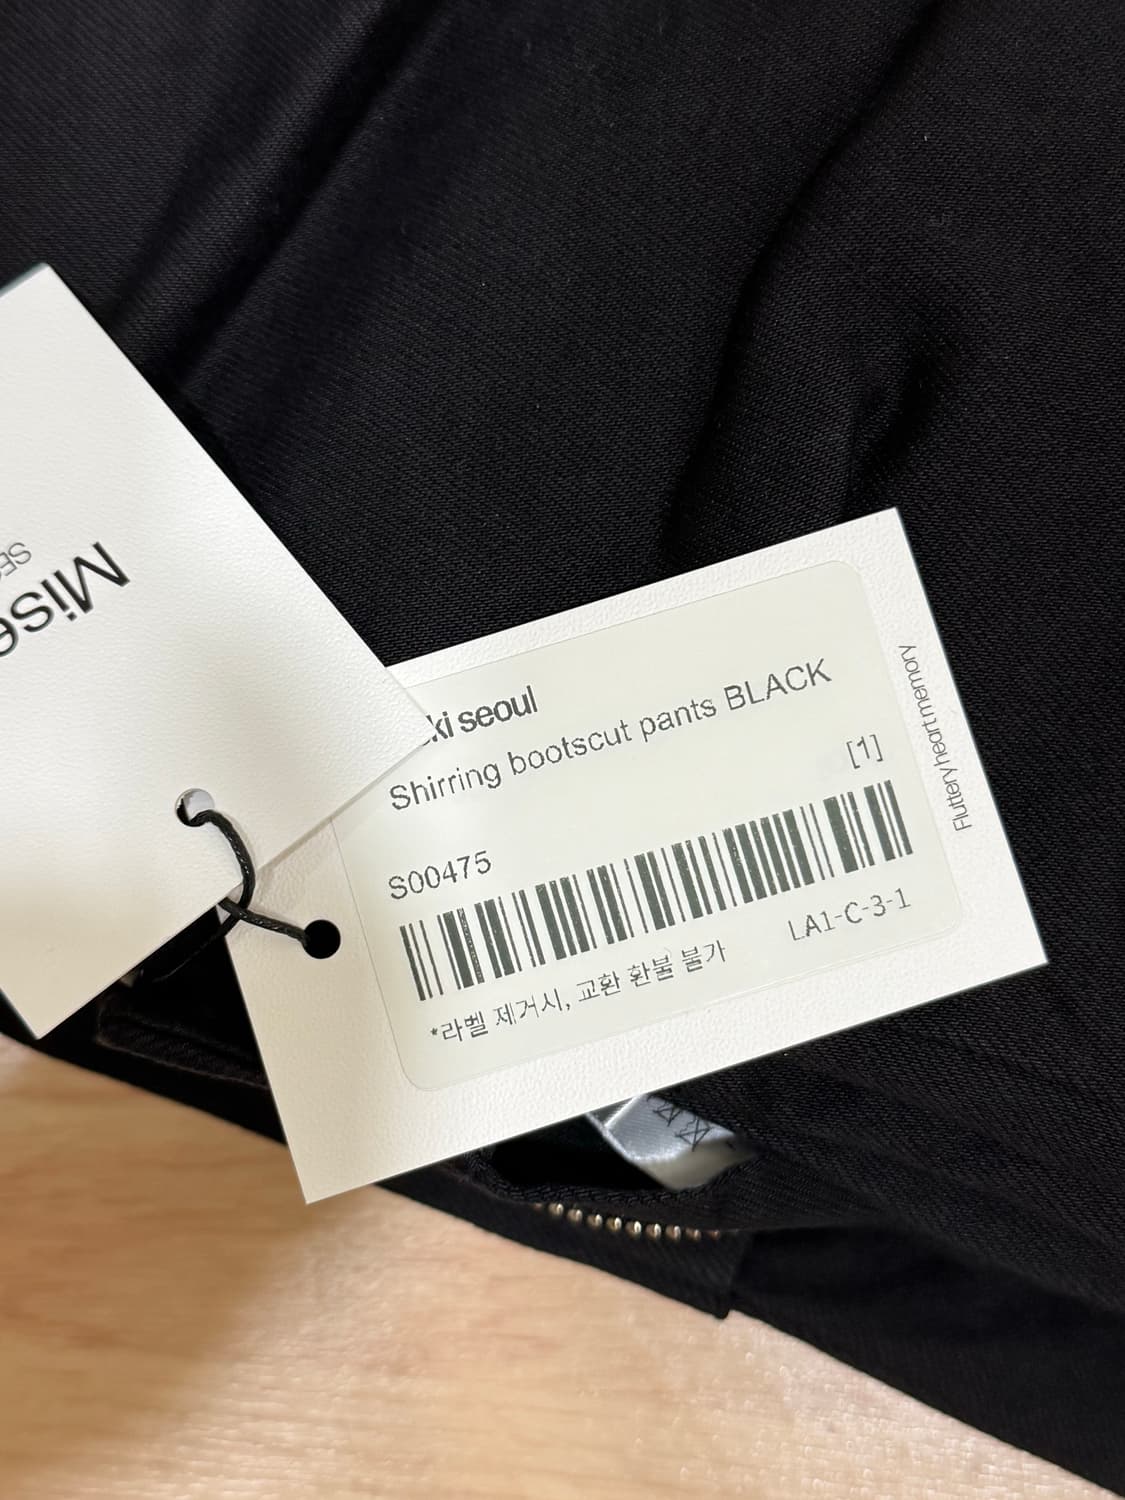 Mise
SEO
ki seoul
Shirring bootscut pants BLACK
[1]
S00475
LA1-C-3-1
*라벨 제거시, 교환 환불 불가
Fluttery heart memory